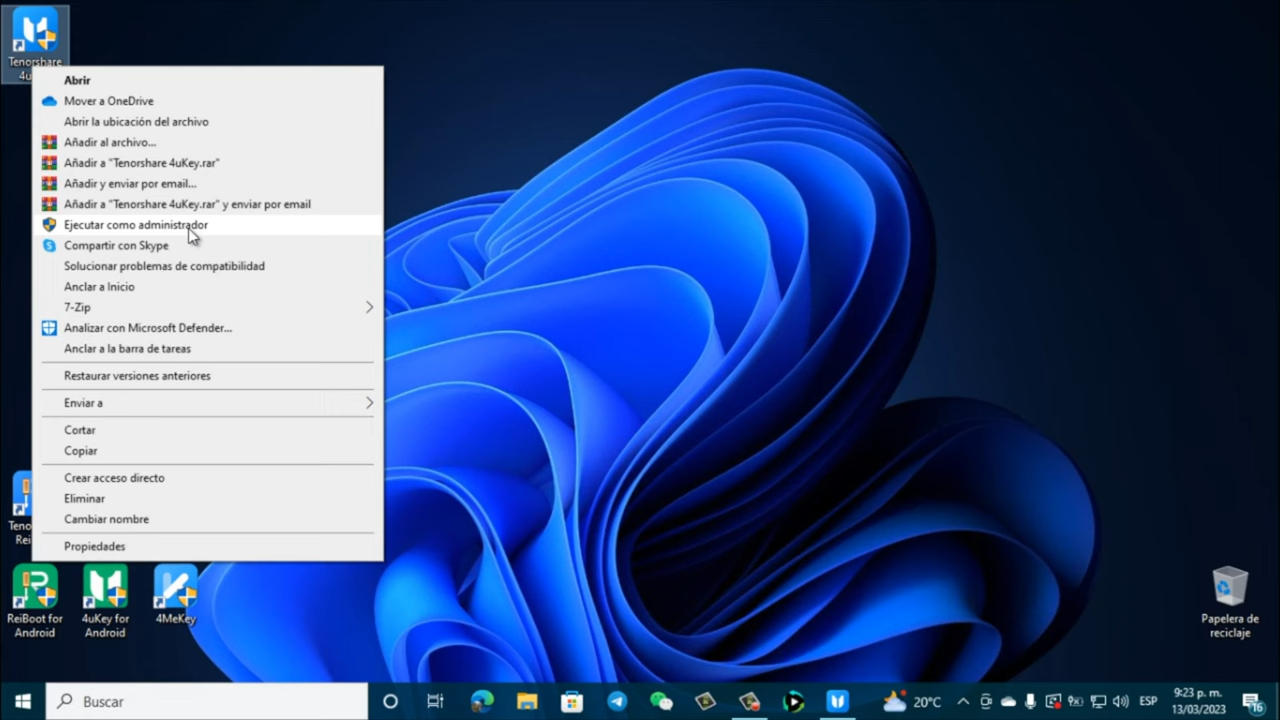 Tenorshare
Abrir
Mover a OneDrive
Abrir la ubicación del archivo
Añadir al archivo...
Añadir a "Tenorshare 4uKey.rar"
Añadir y enviar por email...
Añadir a "Tenorshare 4uKey.rar" y enviar por email
Ejecutar como administrador
Compartir con Skype
Solucionar problemas de compatibilidad
Anclar a Inicio
7-Zip
Analizar con Microsoft Defender...
Anclar a la barra de tareas
Restaurar versiones anteriores
Enviar a
Cortar
Copiar
Crear acceso directo
Eliminar
Cambiar nombre
Propiedades
ReiBoot for
Android
4uKey for
Android
4MeKey
Papelera de
reciclaje
Buscar
20°C
ESP
9:23 p. m.
13/03/2023
16